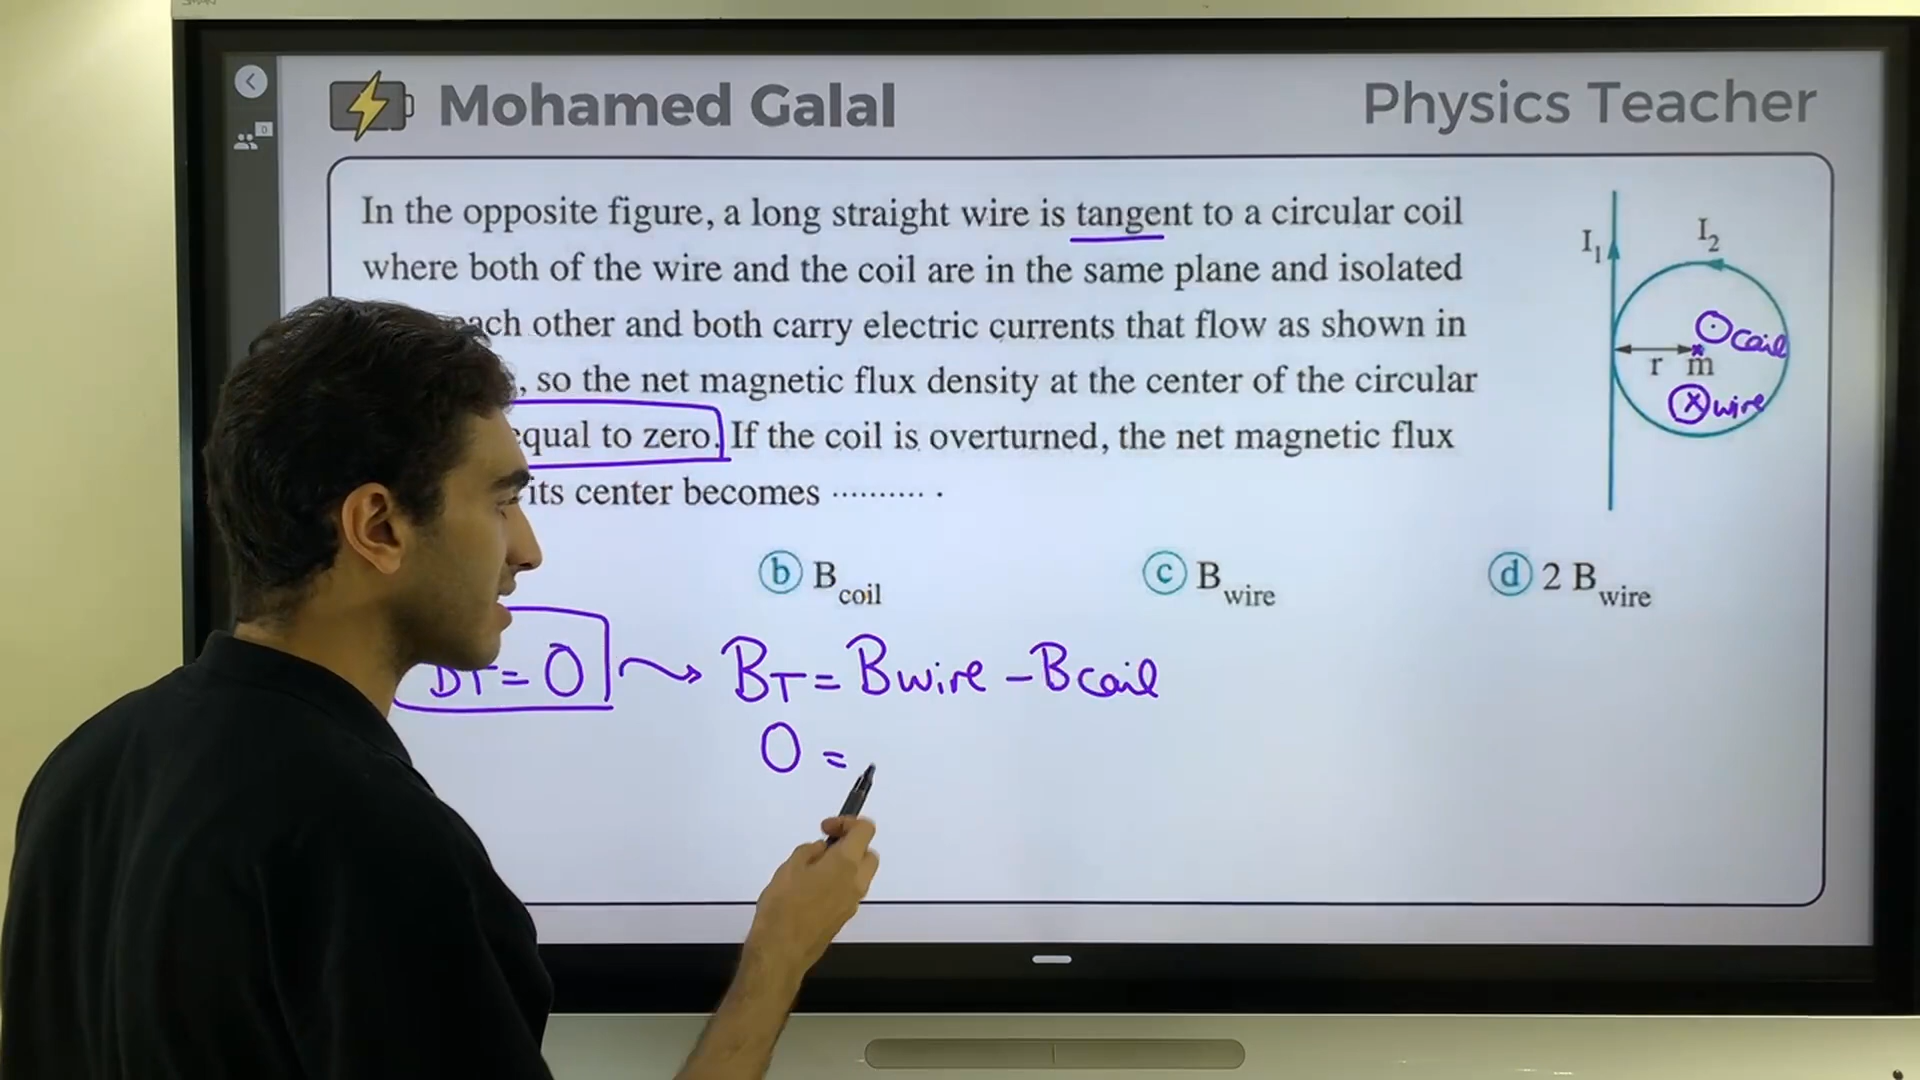 Mohamed Galal
Physics Teacher
In the opposite figure, a long straight wire is tangent to a circular coil
where both of the wire and the coil are in the same plane and isolated
each other and both carry electric currents that flow as shown in
, so the net magnetic flux density at the center of the circular
equal to zero. If the coil is overturned, the net magnetic flux
its center becomes .......... .
I₁
I₂
coil
r
m
x wire
b B coil
c B wire
d 2 B wire
BT = 0 BT = Bwire - Bcoil
0 =
0